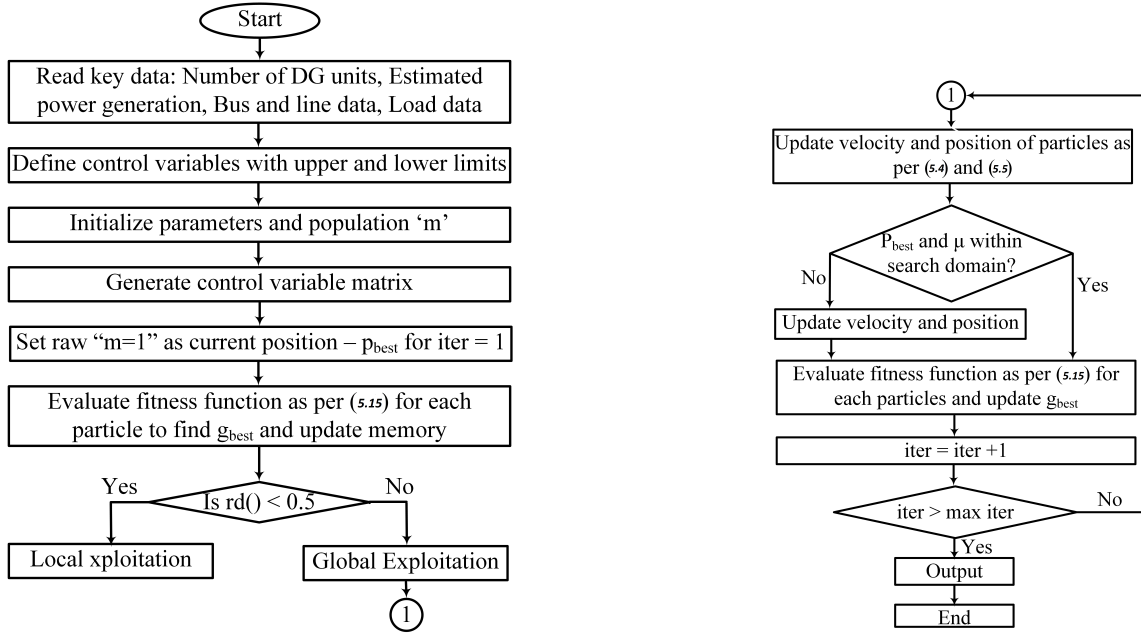 Start
Read key data: Number of DG units, Estimated
power generation, Bus and line data, Load data
Define control variables with upper and lower limits
Initialize parameters and population ‘m’
Generate control variable matrix
Set raw “m=1” as current position – pbest for iter = 1
Evaluate fitness function as per (5.15) for each
particle to find gbest and update memory
Is rd() < 0.5
Yes
No
Local xploitation
Global Exploitation
1
1
Update velocity and position of particles as
per (5.4) and (5.5)
Pbest and μ within
search domain?
No
Yes
Update velocity and position
Evaluate fitness function as per (5.15) for
each particles and update gbest
iter = iter +1
iter > max iter
No
Yes
Output
End